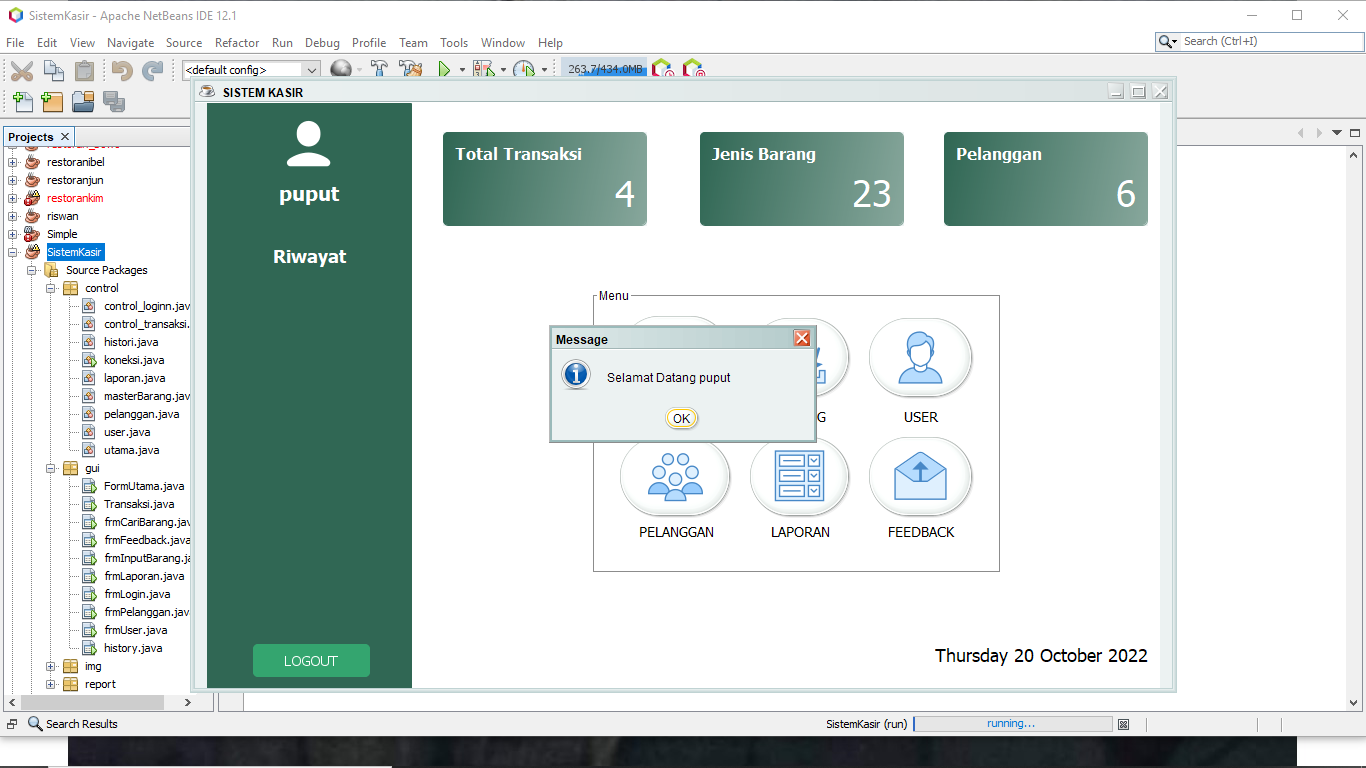 SistemKasir - Apache NetBeans IDE 12.1
File Edit View Navigate Source Refactor Run Debug Profile Team Tools Window Help
Search (Ctrl+I)
<default config>
263.7/434.0MB
Projects
restoranibel
restoranjun
restorankim
riswan
Simple
SistemKasir
Source Packages
control
control_loginn.jav
control_transaksi.
histori.java
koneksi.java
laporan.java
masterBarang.java
pelanggan.java
user.java
utama.java
gui
FormUtama.java
Transaksi.java
frmCariBarang.java
frmFeedback.java
frmInputBarang.ja
frmLaporan.java
frmLogin.java
frmPelanggan.java
frmUser.java
history.java
img
report
SISTEM KASIR
puput
Riwayat
LOGOUT
Total Transaksi
4
Jenis Barang
23
Pelanggan
6
Menu
Message
Selamat Datang puput
OK
G
USER
PELANGGAN
LAPORAN
FEEDBACK
Thursday 20 October 2022
Search Results
SistemKasir (run)
running...